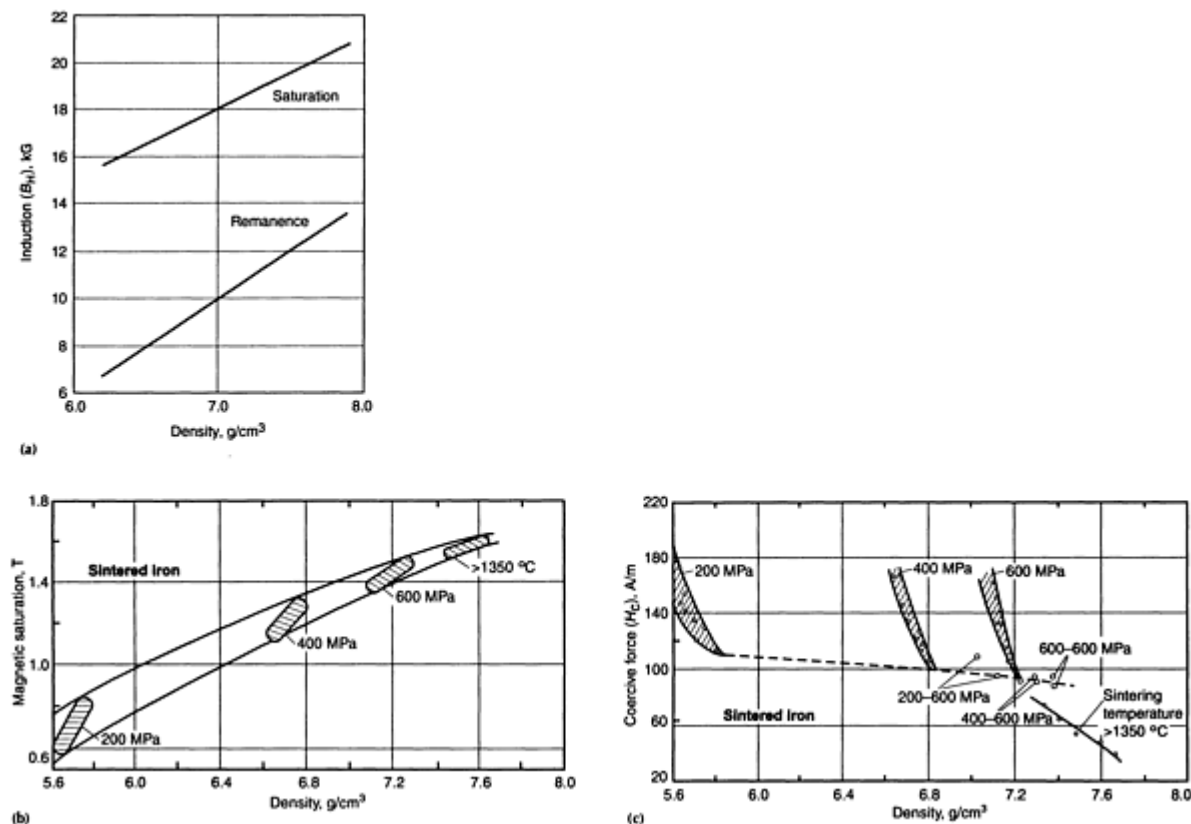 22
20
18
16
14
12
10
8
6
Induction (BH), kG
Saturation
Remanence
6.0 7.0 8.0
Density, g/cm3
(a)
1.8
1.4
1.0
0.6
Magnetic saturation, T
Sintered iron
>1350 °C
600 MPa
400 MPa
200 MPa
5.6 6.0 6.4 6.8 7.2 7.6 8.0
Density, g/cm3
(b)
220
180
140
100
60
20
Coercive force (HC), A/m
200 MPa
400 MPa
600 MPa
600–600 MPa
200–600 MPa
400–600 MPa
Sintering
temperature
>1350 °C
Sintered iron
5.6 6.0 6.4 6.8 7.2 7.6 8.0
Density, g/cm3
(c)